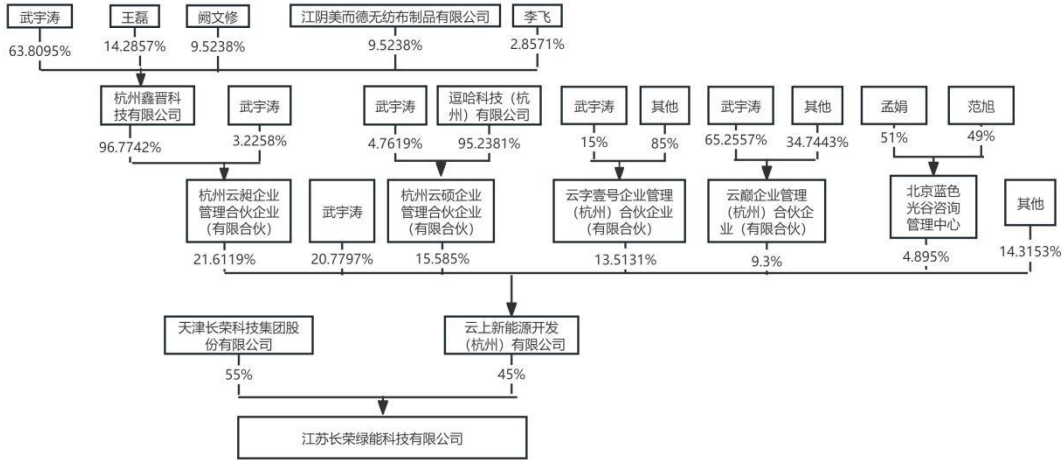 武宇涛
王磊
阙文修
江阴美而德无纺布制品有限公司
李飞
63.8095%
14.2857%
9.5238%
9.5238%
2.8571%
杭州鑫晋科
技有限公司
武宇涛
武宇涛
逗哈科技（杭
州）有限公司
武宇涛
其他
武宇涛
其他
孟娟
范旭
96.7742%
3.2258%
4.7619%
95.2381%
15%
85%
65.2557%
34.7443%
51%
49%
杭州云昶企业
管理合伙企业
（有限合伙）
武宇涛
杭州云硕企业
管理合伙企业
（有限合伙）
云字壹号企业管理
（杭州）合伙企业
（有限合伙）
云巅企业管理
（杭州）合伙企
业（有限合伙）
北京蓝色
光谷咨询
管理中心
其他
21.6119%
20.7797%
15.585%
13.5131%
9.3%
4.895%
14.3153%
天津长荣科技集团股
份有限公司
云上新能源开发
（杭州）有限公司
55%
45%
江苏长荣绿能科技有限公司